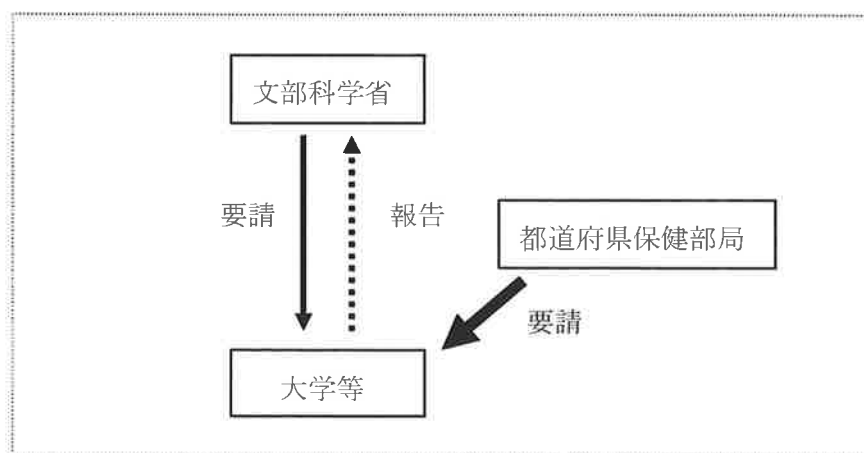 文部科学省
要請
報告
都道府県保健部局
要請
大学等